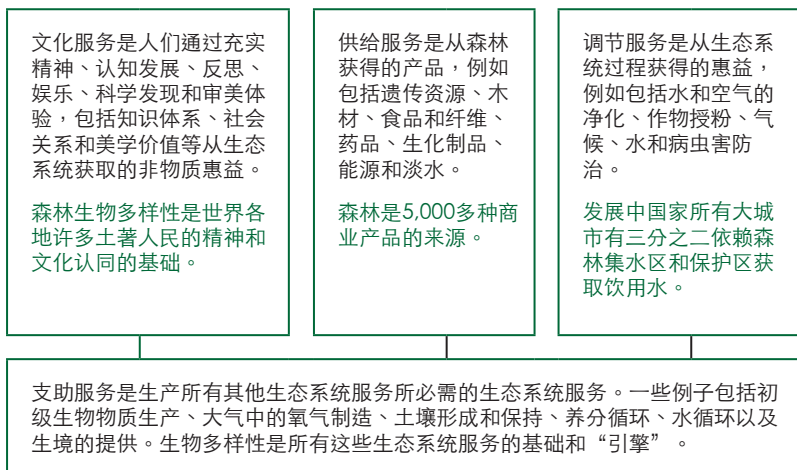 文化服务是人们通过充实
精神、认知发展、反思、
娱乐、科学发现和审美体
验，包括知识体系、社会
关系和美学价值等从生态
系统获取的非物质惠益。
森林生物多样性是世界各
地许多土著人民的精神和
文化认同的基础。
供给服务是从森林
获得的产品，例如
包括遗传资源、木
材、食品和纤维、
药品、生化制品、
能源和淡水。
森林是5,000多种商
业产品的来源。
调节服务是从生态系
统过程获得的惠益，
例如包括水和空气的
净化、作物授粉、气
候、水和病虫害防
治。
发展中国家所有大城
市有三分之二依赖森
林集水区和保护区获
取饮用水。
支助服务是生产所有其他生态系统服务所必需的生态系统服务。一些例子包括初
级生物物质生产、大气中的氧气制造、土壤形成和保持、养分循环、水循环以及
生境的提供。生物多样性是所有这些生态系统服务的基础和“引擎”。